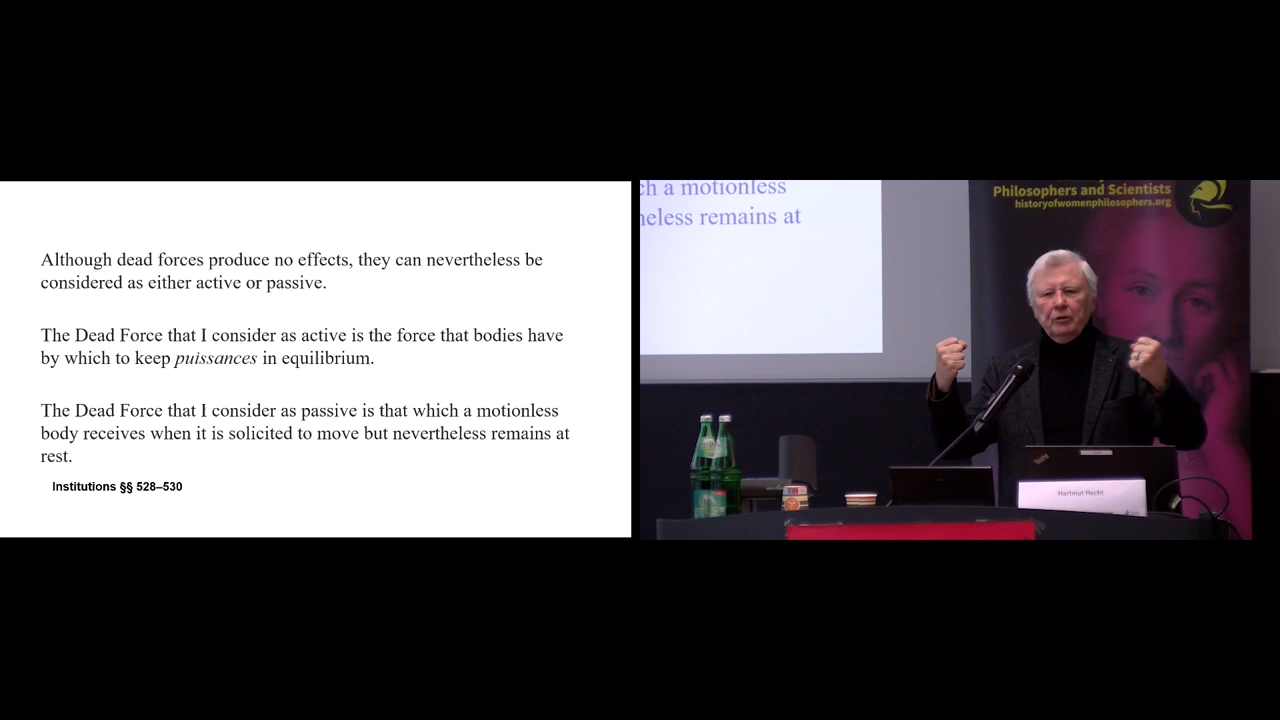 Although dead forces produce no effects, they can nevertheless be
considered as either active or passive.
The Dead Force that I consider as active is the force that bodies have
by which to keep puissances in equilibrium.
The Dead Force that I consider as passive is that which a motionless
body receives when it is solicited to move but nevertheless remains at
rest.
Institutions §§ 528–530
ch a motionless
heless remains at
Philosophers and Scientists
historyofwomenphilosophers.org
ThinkPad
Hartmut Hecht